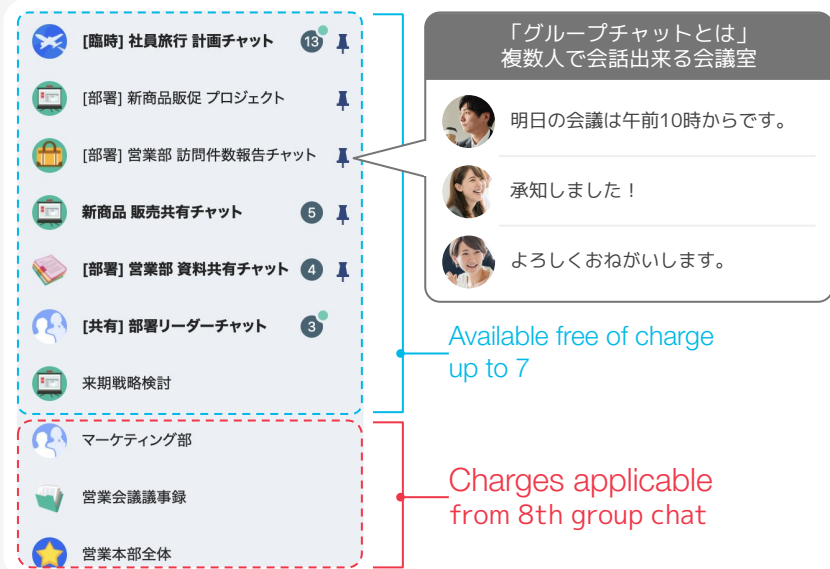 [臨時] 社員旅行 計画チャット 13
[部署] 新商品販促 プロジェクト
[部署] 営業部 訪問件数報告チャット
新商品 販売共有チャット 5
[部署] 営業部 資料共有チャット 4
[共有] 部署リーダーチャット 3
来期戦略検討
マーケティング部
営業会議議事録
営業本部全体
「グループチャットとは」
複数人で会話出来る会議室
明日の会議は午前10時からです。
承知しました！
よろしくおねがいします。
Available free of charge
up to 7
Charges applicable
from 8th group chat